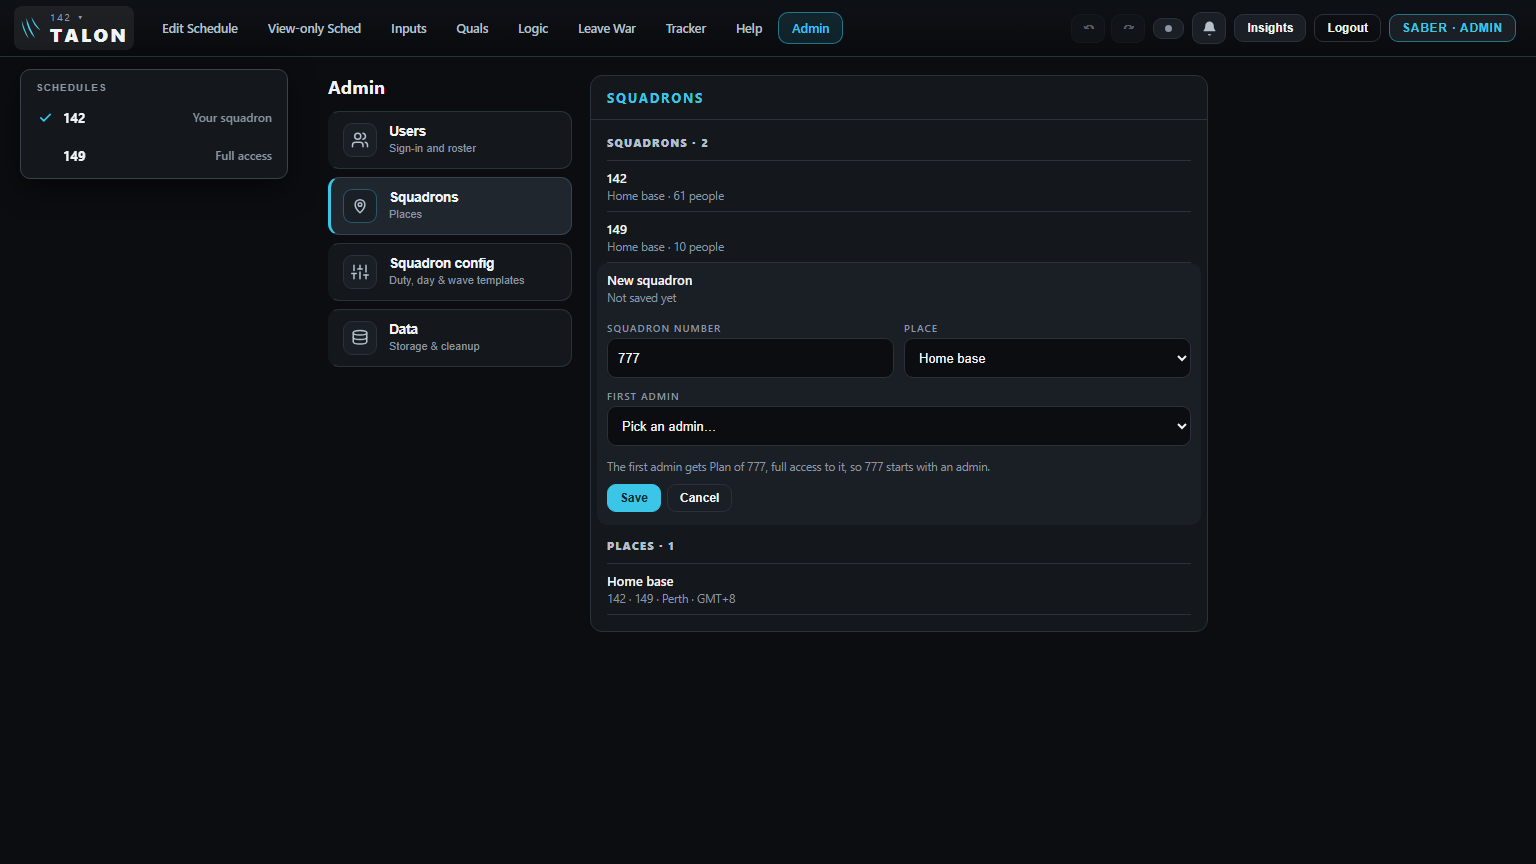 142 ▾
TALON
Edit Schedule
View-only Sched
Inputs
Quals
Logic
Leave War
Tracker
Help
Admin
Insights
Logout
SABER · ADMIN
SCHEDULES
142 Your squadron
149 Full access
Admin
Users
Sign-in and roster
Squadrons
Places
Squadron config
Duty, day & wave templates
Data
Storage & cleanup
SQUADRONS
SQUADRONS · 2
142
Home base · 61 people
149
Home base · 10 people
New squadron
Not saved yet
SQUADRON NUMBER
777
PLACE
Home base
FIRST ADMIN
Pick an admin...
The first admin gets Plan of 777, full access to it, so 777 starts with an admin.
Save
Cancel
PLACES · 1
Home base
142 · 149 · Perth · GMT+8